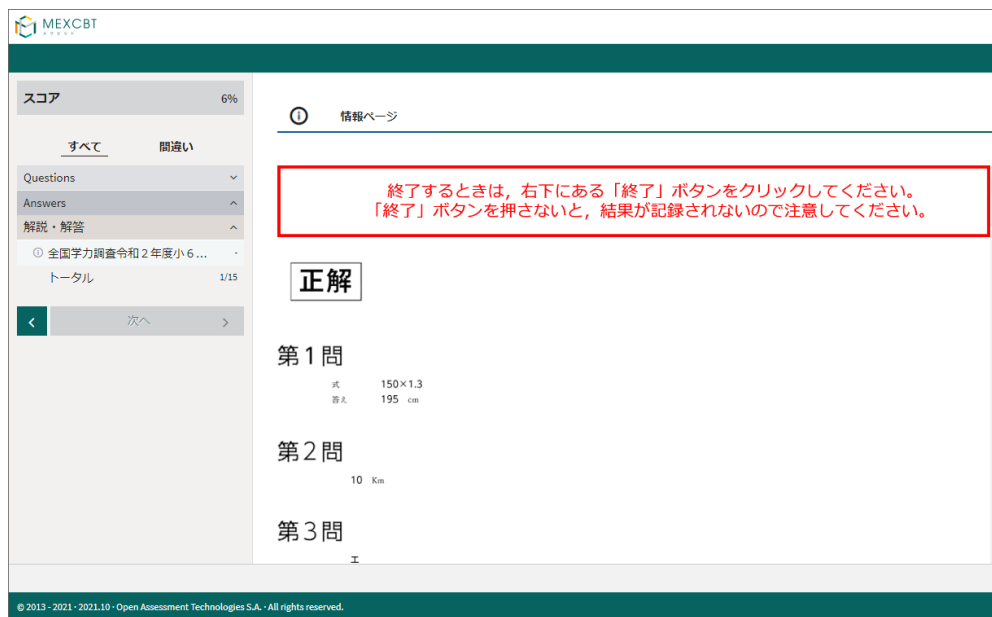 MEXCBT
メクビット
スコア 6%
すべて 間違い
Questions
Answers
解説・解答
全国学力調査令和２年度小６... -
トータル 1/15
次へ
情報ページ
終了するときは，右下にある「終了」ボタンをクリックしてください。
「終了」ボタンを押さないと，結果が記録されないので注意してください。
正解
第１問
式 150×1.3
答え 195 cm
第２問
10 Km
第３問
エ
© 2013 - 2021 · 2021.10 · Open Assessment Technologies S.A. · All rights reserved.